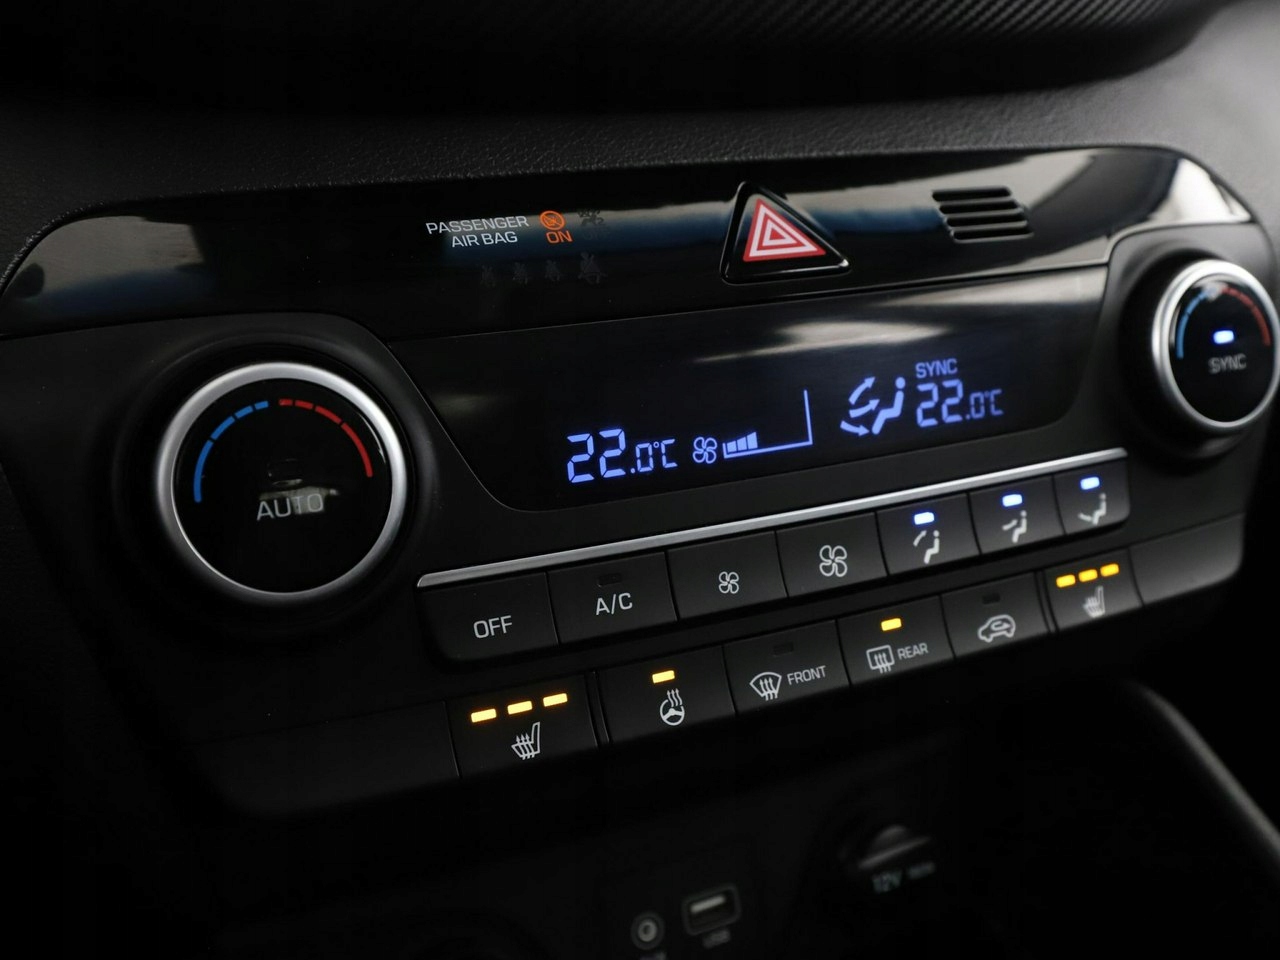 PASSENGER
AIR BAG ON
SYNC
22.0°C
22.0°C
SYNC
AUTO
OFF
A/C
FRONT
REAR
12V